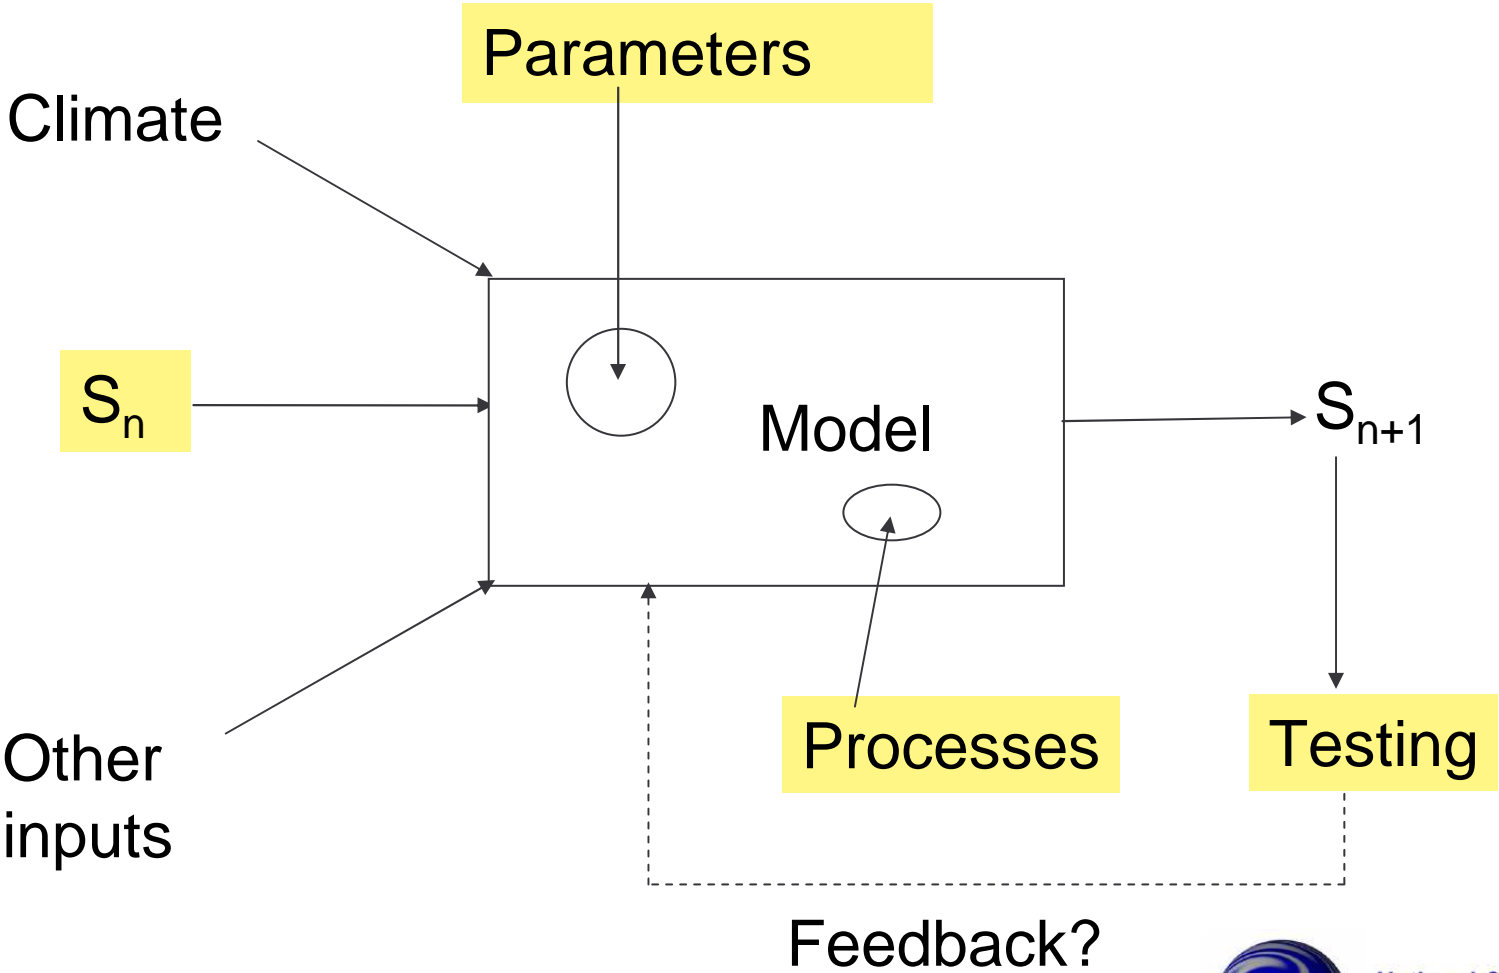 Parameters
Climate
Sₙ
Model
Sₙ₊₁
Processes
Testing
Other
inputs
Feedback?